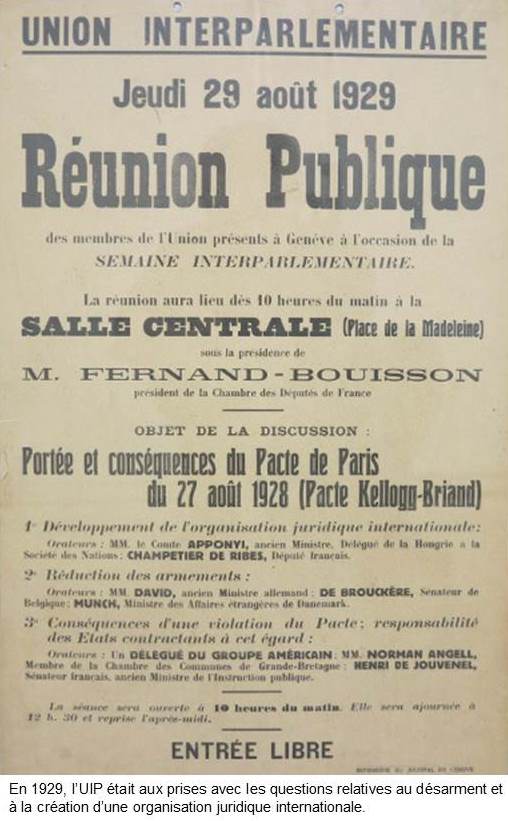 UNION INTERPARLEMENTAIRE
Jeudi 29 août 1929
Réunion Publique
des membres de l'Union présents à Genève à l'occasion de la
SEMAINE INTERPARLEMENTAIRE.
La réunion aura lieu dès 10 heures du matin à la
SALLE CENTRALE (Place de la Madeleine)
sous la présidence de
M. FERNAND-BOUISSON
président de la Chambre des Députés de France
OBJET DE LA DISCUSSION :
Portée et conséquences du Pacte de Paris
du 27 août 1928 (Pacte Kellogg-Briand)
1° Développement de l'organisation juridique internationale :
Orateurs : MM. le Comte APPONYI, ancien Ministre, Délégué de la Hongrie à la
Société des Nations ; CHAMPETIER DE RIBES, Député français.
2° Réduction des armements :
Orateurs : MM. DAVID, ancien Ministre allemand ; DE BROUCKÈRE, Sénateur de
Belgique ; MUNCH, Ministre des Affaires étrangères de Danemark.
3° Conséquences d'une violation du Pacte ; responsabilité
des Etats contractants à cet égard :
Orateurs : Un DÉLÉGUÉ DU GROUPE AMÉRICAIN ; MM. NORMAN ANGELL,
Membre de la Chambre des Communes de Grande-Bretagne ; HENRI DE JOUVENEL,
Sénateur français, ancien Ministre de l'Instruction publique.
La séance sera ouverte à 10 heures du matin. Elle sera ajournée à
12 h. 30 et reprise l'après-midi.
ENTRÉE LIBRE
IMPRIMERIE DU JOURNAL DE GENÈVE
En 1929, l'UIP était aux prises avec les questions relatives au désarment et
à la création d'une organisation juridique internationale.